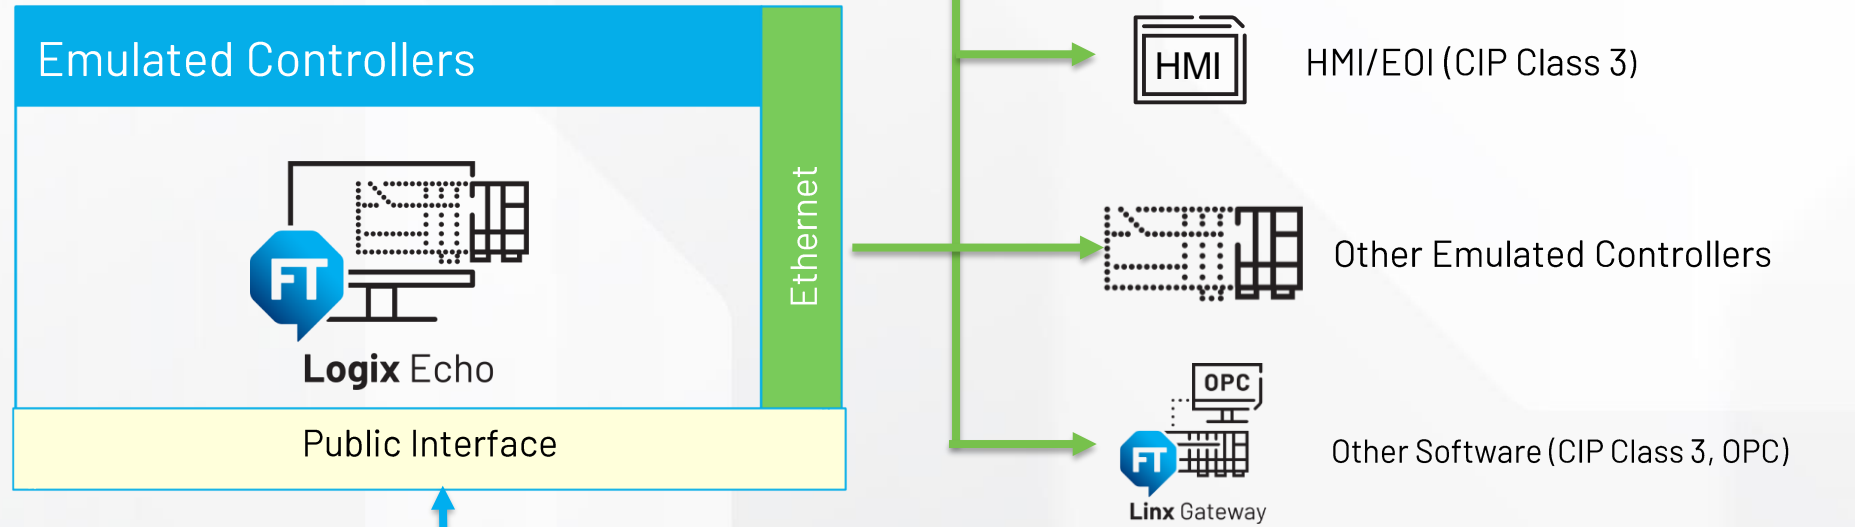 Emulated Controllers
Ethernet
FT
Logix Echo
Public Interface
HMI
HMI/EOI (CIP Class 3)
Other Emulated Controllers
OPC
FT
Linx Gateway
Other Software (CIP Class 3, OPC)